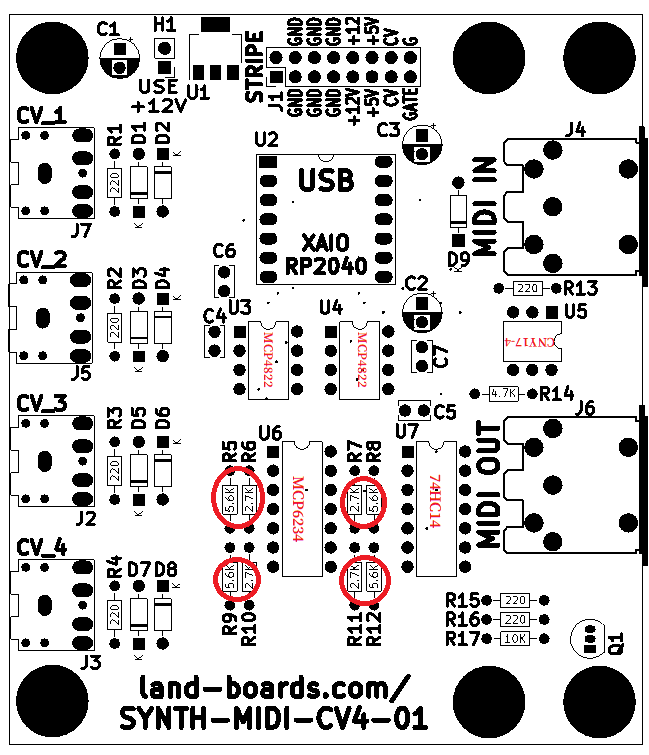 C1
H1
USE
+12V
U1
STRIPE
J1
GND
GND
GND
+12
+5V
CV
G
GND
GND
GND
+12V
+5V
CV
GATE
CV_1
R1
D1
D2
K
220
K
J7
C3
U2
USB
XAIO
RP2040
J4
MIDI IN
D9
K
CV_2
R2
D3
D4
K
220
K
J5
C6
C4
U3
MCP4822
U4
MCP4822
C2
C7
C5
220
R13
U5
CNY17-4
4.7K
R14
CV_3
R3
D5
D6
K
220
K
J2
R5
R6
5.6K
2.7K
U6
MCP6234
R7
R8
2.7K
5.6K
U7
74HC14
J6
MIDI OUT
CV_4
R4
D7
D8
K
220
K
J3
5.6K
2.7K
R9
R10
2.7K
5.6K
R11
R12
R15
220
R16
220
R17
10K
Q1
land-boards.com/
SYNTH-MIDI-CV4-01